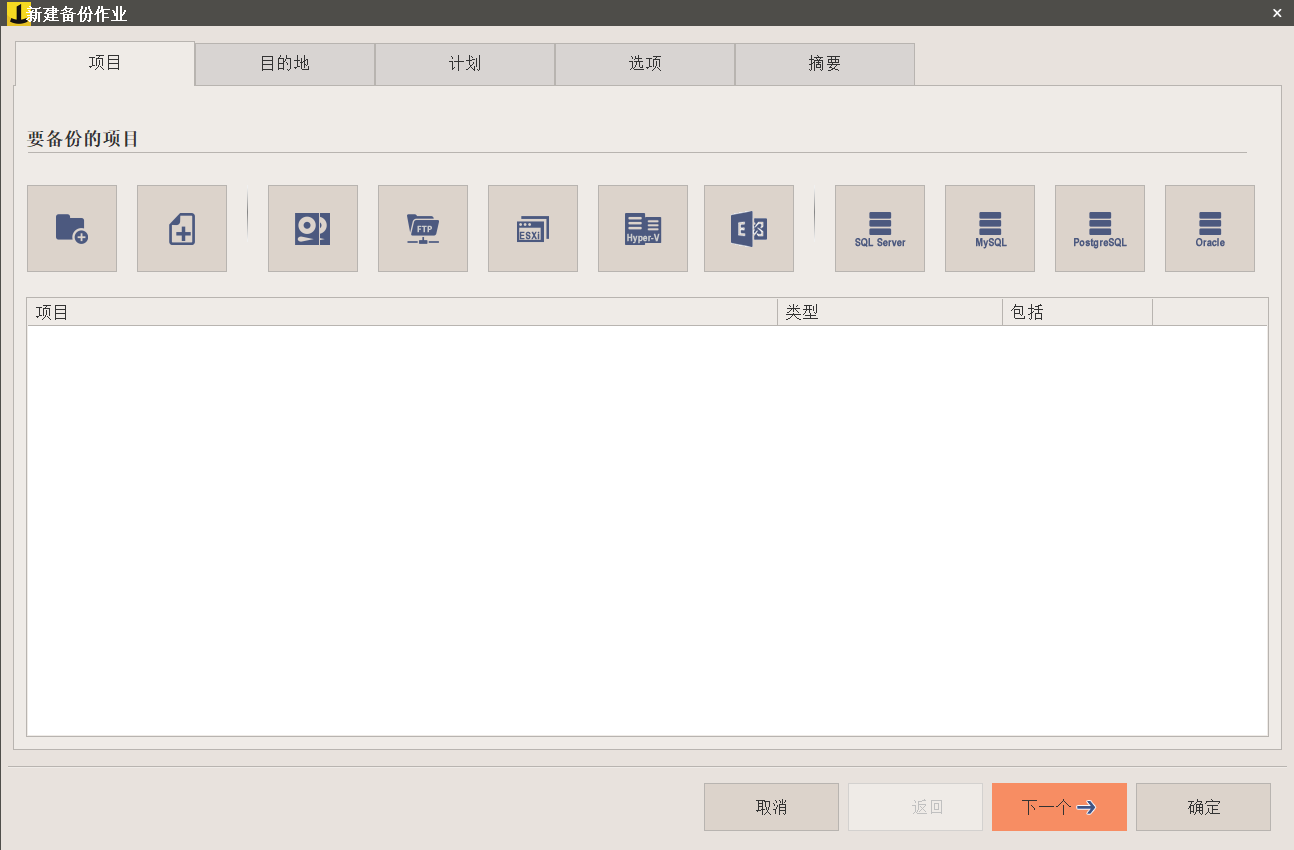 新建备份作业
项目 目的地 计划 选项 摘要
要备份的项目
FTP ESXi Hyper-V E SQL Server MySQL PostgreSQL Oracle
项目 类型 包括
取消 返回 下一个 确定